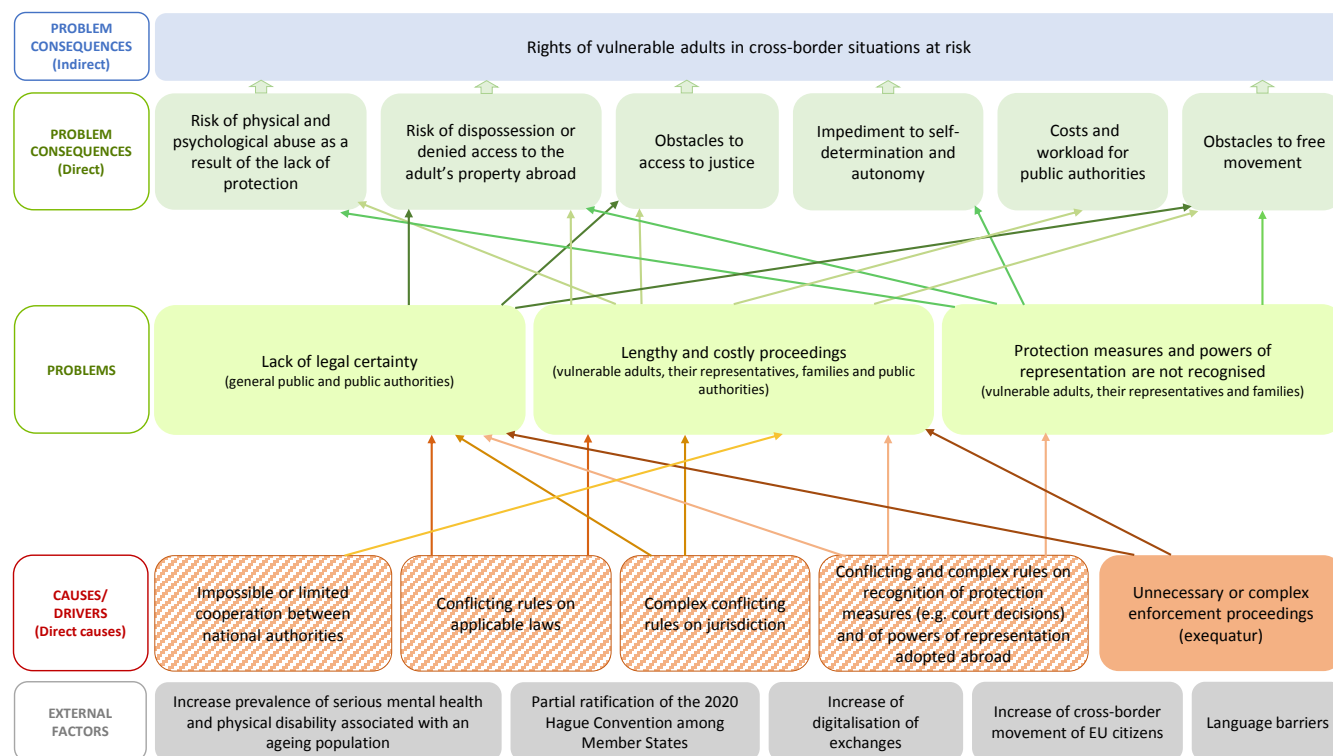 PROBLEM
CONSEQUENCES
(Indirect)
Rights of vulnerable adults in cross-border situations at risk
PROBLEM
CONSEQUENCES
(Direct)
Risk of physical and
psychological abuse as a
result of the lack of
protection
Risk of dispossession or
denied access to the
adult's property abroad
Obstacles to
access to justice
Impediment to self-
determination and
autonomy
Costs and
workload for
public authorities
Obstacles to free
movement
PROBLEMS
Lack of legal certainty
(general public and public authorities)
Lengthy and costly proceedings
(vulnerable adults, their representatives, families and public
authorities)
Protection measures and powers of
representation are not recognised
(vulnerable adults, their representatives and families)
CAUSES/
DRIVERS
(Direct causes)
Impossible or limited
cooperation between
national authorities
Conflicting rules on
applicable laws
Complex conflicting
rules on jurisdiction
Conflicting and complex rules on
recognition of protection
measures (e.g. court decisions)
and of powers of representation
adopted abroad
Unnecessary or complex
enforcement proceedings
(exequatur)
EXTERNAL
FACTORS
Increase prevalence of serious mental health
and physical disability associated with an
ageing population
Partial ratification of the 2020
Hague Convention among
Member States
Increase of
digitalisation of
exchanges
Increase of cross-border
movement of EU citizens
Language barriers